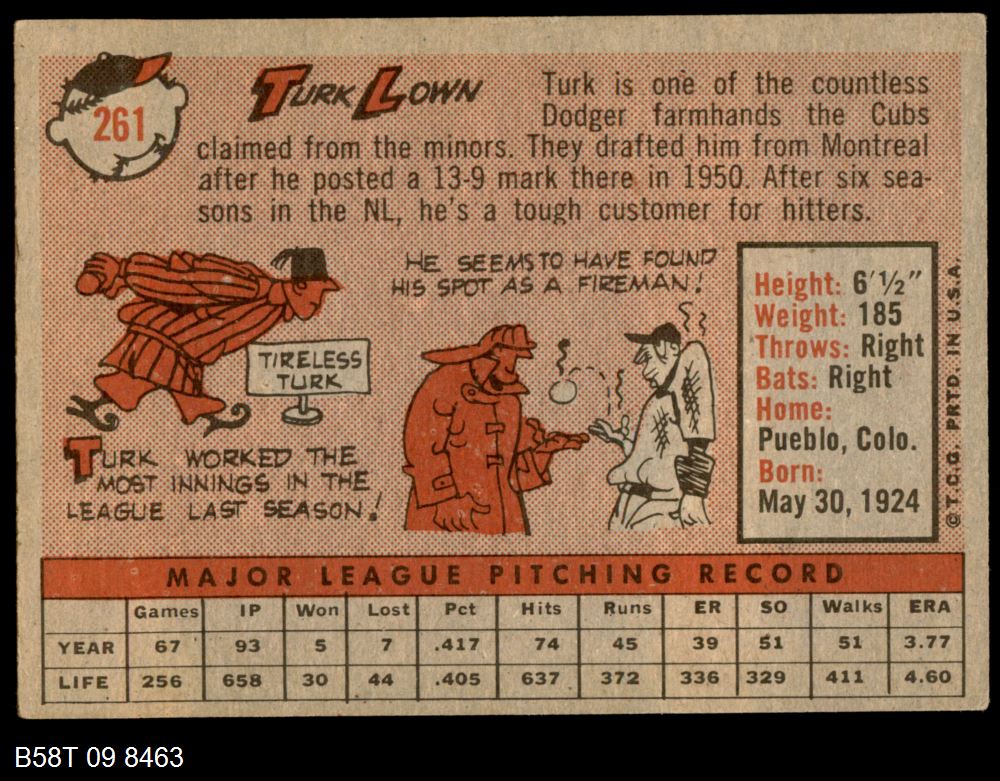 261
TURK LOWN
Turk is one of the countless
Dodger farmhands the Cubs
claimed from the minors. They drafted him from Montreal
after he posted a 13-9 mark there in 1950. After six sea-
sons in the NL, he's a tough customer for hitters.
TIRELESS
TURK
TURK WORKED THE
MOST INNINGS IN THE
LEAGUE LAST SEASON!
HE SEEMS TO HAVE FOUND
HIS SPOT AS A FIREMAN!
Height: 6'½"
Weight: 185
Throws: Right
Bats: Right
Home:
Pueblo, Colo.
Born:
May 30, 1924
© T.C.G. PRTD. IN U.S.A.
MAJOR LEAGUE PITCHING RECORD
Games IP Won Lost Pct Hits Runs ER SO Walks ERA
YEAR 67 93 5 7 .417 74 45 39 51 51 3.77
LIFE 256 658 30 44 .405 637 372 336 329 411 4.60
B58T 09 8463